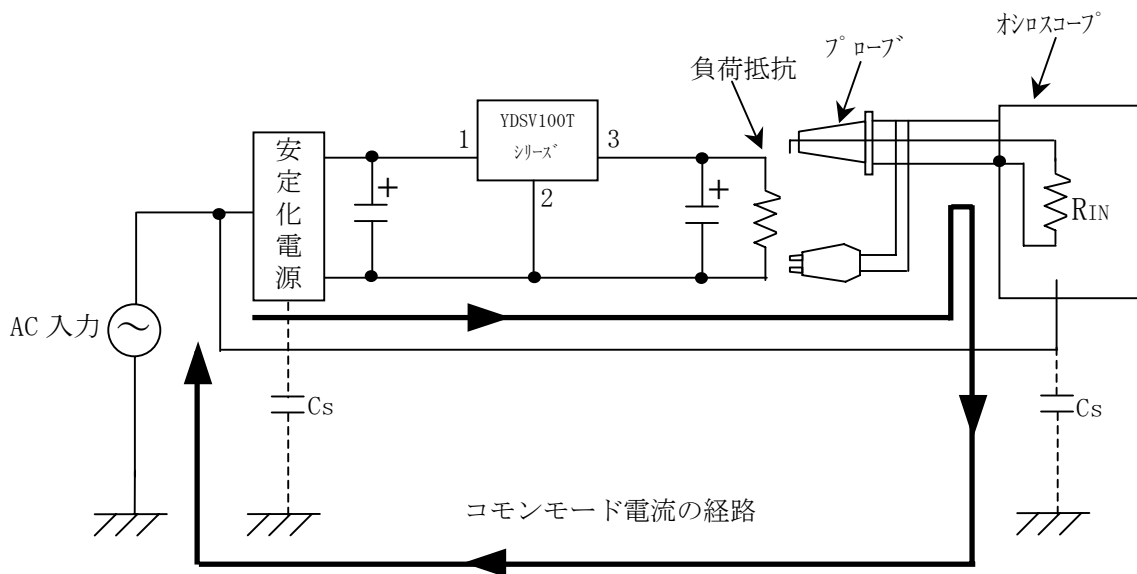 オシロスコープ
プローブ
負荷抵抗
YDSV100T
シリーズ
1
3
2
安定化電源
+
+
RIN
AC 入力
Cs
Cs
コモンモード電流の経路